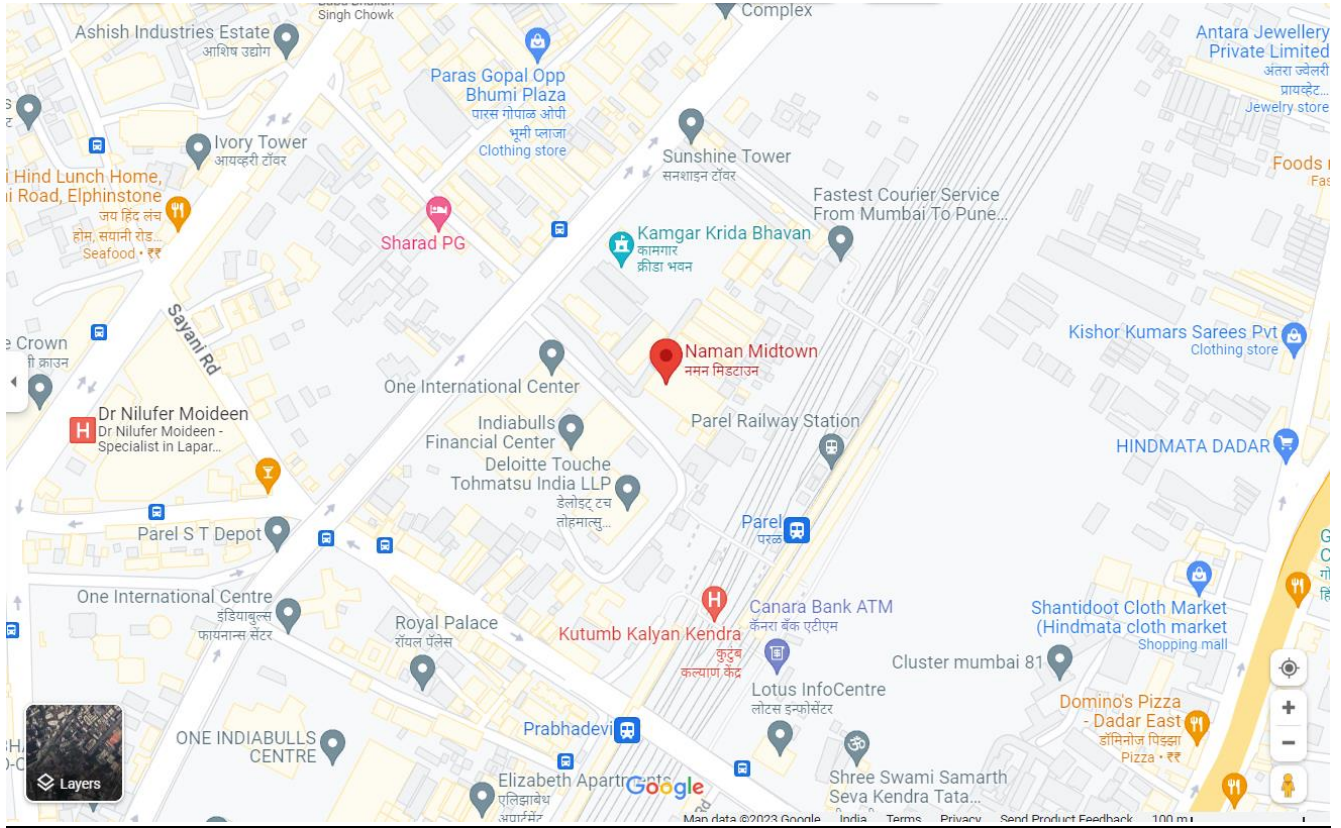 Singh Chowk
Complex
Ashish Industries Estate
आशिष उद्योग
Paras Gopal Opp
Bhumi Plaza
पारस गोपाळ ओपी
भूमी प्लाजा
Clothing store
Antara Jewellery
Private Limited
अंतरा ज्वेलरी
प्रायव्हेट...
Jewelry store
Ivory Tower
आयव्हरी टॉवर
Sunshine Tower
सनशाइन टॉवर
i Hind Lunch Home,
i Road, Elphinstone
जय हिंद लंच
होम, सयानी रोड...
Seafood • ₹₹
Foods
Fas
Fastest Courier Service
From Mumbai To Pune...
Sharad PG
Kamgar Krida Bhavan
कामगार
क्रीडा भवन
Sayani Rd
e Crown
नी क्राउन
Kishor Kumars Sarees Pvt
Clothing store
Naman Midtown
नमन मिडटाउन
One International Center
Dr Nilufer Moideen
Dr Nilufer Moideen -
Specialist in Lapar...
Indiabulls
Financial Center
Parel Railway Station
HINDMATA DADAR
Deloitte Touche
Tohmatsu India LLP
डेलोइट् टच
तोहमात्सु...
Parel S T Depot
Parel
परळ
One International Centre
इंडियाबुल्स
फायनान्स सेंटर
Royal Palace
रॉयल पॅलेस
Kutumb Kalyan Kendra
कुटुंब
कल्याण केंद्र
Canara Bank ATM
कॅनरा बँक एटीएम
Shantidoot Cloth Market
(Hindmata cloth market
Shopping mall
Cluster mumbai 81
Lotus InfoCentre
लोटस इन्फोसेंटर
Domino's Pizza
- Dadar East
डॉमिनोज पिझ्झा
Pizza • ₹₹
Prabhadevi
ONE INDIABULLS
CENTRE
Layers
Elizabeth Apartments
एलिझाबेथ
अपार्टमेंट
Google
Shree Swami Samarth
Seva Kendra Tata...
Rd
Map data ©2023 Google India Terms Privacy Send Product Feedback 100 m